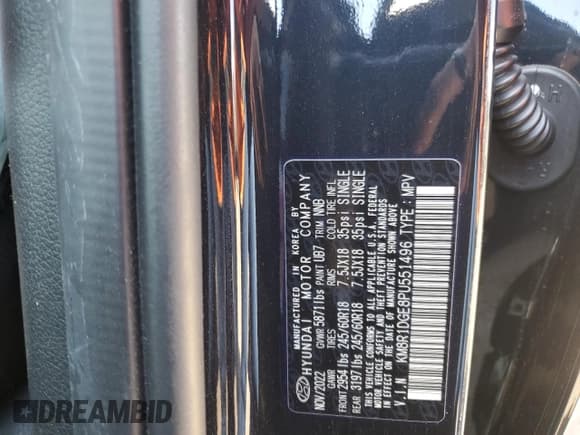 MANUFACTURED IN KOREA BY
HYUNDAI MOTOR COMPANY
NOV/2022 GVWR 5871 lbs PAINT UB7 TRIM NNB
GAWR TIRES RIMS COLD TIRE INFL.
FRONT 2954 lbs 245/60R18 7.5JX18 35psi SINGLE
REAR 3197 lbs 245/60R18 7.5JX18 35psi SINGLE
THIS VEHICLE CONFORMS TO ALL APPLICABLE U.S.A. FEDERAL
MOTOR VEHICLE SAFETY AND THEFT PREVENTION STANDARDS
IN EFFECT ON THE DATE OF MANUFACTURE SHOWN ABOVE.
V.I.N : KM8R1DGE8PU551496 TYPE : MPV
H
DREAMBID